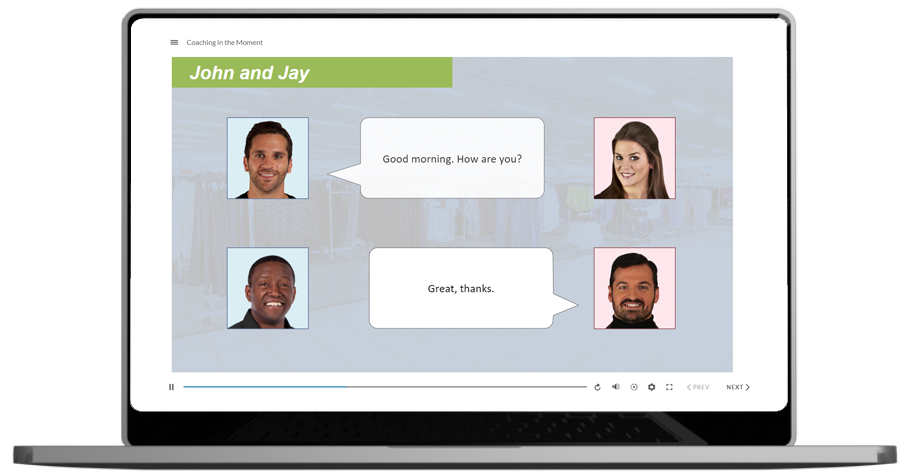 Coaching in the Moment
John and Jay
Good morning. How are you?
Great, thanks.
PREV
NEXT